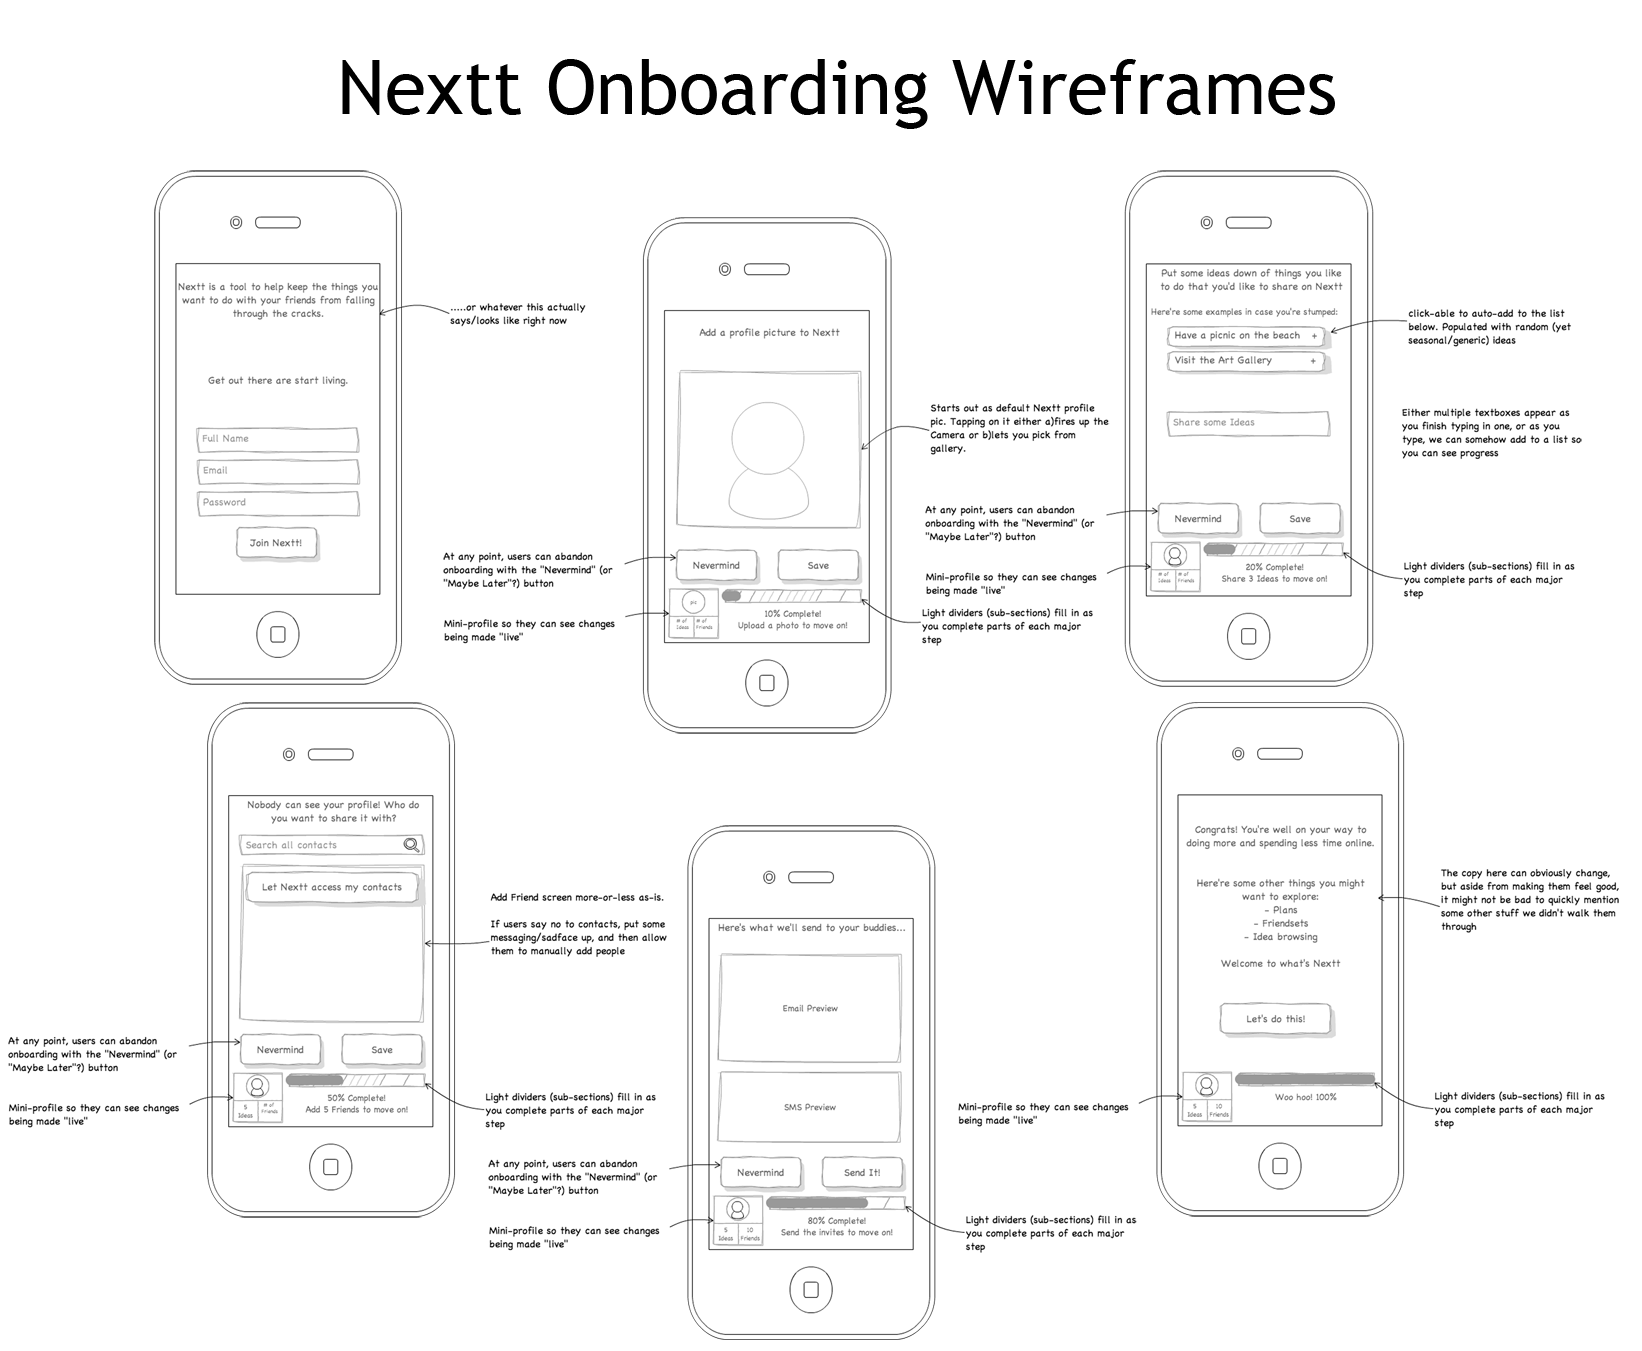 Nextt Onboarding Wireframes
Nextt is a tool to help keep the things you
want to do with your friends from falling
through the cracks.
Get out there are start living.
Full Name
Email
Password
Join Nextt!
.....or whatever this actually
says/looks like right now
Add a profile picture to Nextt
Starts out as default Nextt profile
pic. Tapping on it either a)fires up the
Camera or b)lets you pick from
gallery.
At any point, users can abandon
onboarding with the "Nevermind" (or
"Maybe Later"?) button
Nevermind
Save
Mini-profile so they can see changes
being made "live"
pic
# of
Ideas
# of
Friends
10% Complete!
Upload a photo to move on!
Light dividers (sub-sections) fill in as
you complete parts of each major
step
Put some ideas down of things you like
to do that you'd like to share on Nextt
Here're some examples in case you're stumped:
Have a picnic on the beach +
Visit the Art Gallery +
Share some Ideas
click-able to auto-add to the list
below. Populated with random (yet
seasonal/generic) ideas
Either multiple textboxes appear as
you finish typing in one, or as you
type, we can somehow add to a list so
you can see progress
At any point, users can abandon
onboarding with the "Nevermind" (or
"Maybe Later"?) button
Nevermind
Save
Mini-profile so they can see changes
being made "live"
# of
Ideas
# of
Friends
20% Complete!
Share 3 Ideas to move on!
Light dividers (sub-sections) fill in as
you complete parts of each major
step
Nobody can see your profile! Who do
you want to share it with?
Search all contacts
Let Nextt access my contacts
Add Friend screen more-or-less as-is.
If users say no to contacts, put some
messaging/sadface up, and then allow
them to manually add people
At any point, users can abandon
onboarding with the "Nevermind" (or
"Maybe Later"?) button
Nevermind
Save
Mini-profile so they can see changes
being made "live"
5
Ideas
# of
Friends
50% Complete!
Add 5 Friends to move on!
Light dividers (sub-sections) fill in as
you complete parts of each major
step
Here's what we'll send to your buddies...
Email Preview
SMS Preview
At any point, users can abandon
onboarding with the "Nevermind" (or
"Maybe Later"?) button
Nevermind
Send It!
Mini-profile so they can see changes
being made "live"
5
Ideas
10
Friends
80% Complete!
Send the invites to move on!
Light dividers (sub-sections) fill in as
you complete parts of each major
step
Congrats! You're well on your way to
doing more and spending less time online.
Here're some other things you might
want to explore:
- Plans
- Friendsets
- Idea browsing
Welcome to what's Nextt
Let's do this!
The copy here can obviously change,
but aside from making them feel good,
it might not be bad to quickly mention
some other stuff we didn't walk them
through
Mini-profile so they can see changes
being made "live"
5
Ideas
10
Friends
Woo hoo! 100%
Light dividers (sub-sections) fill in as
you complete parts of each major
step